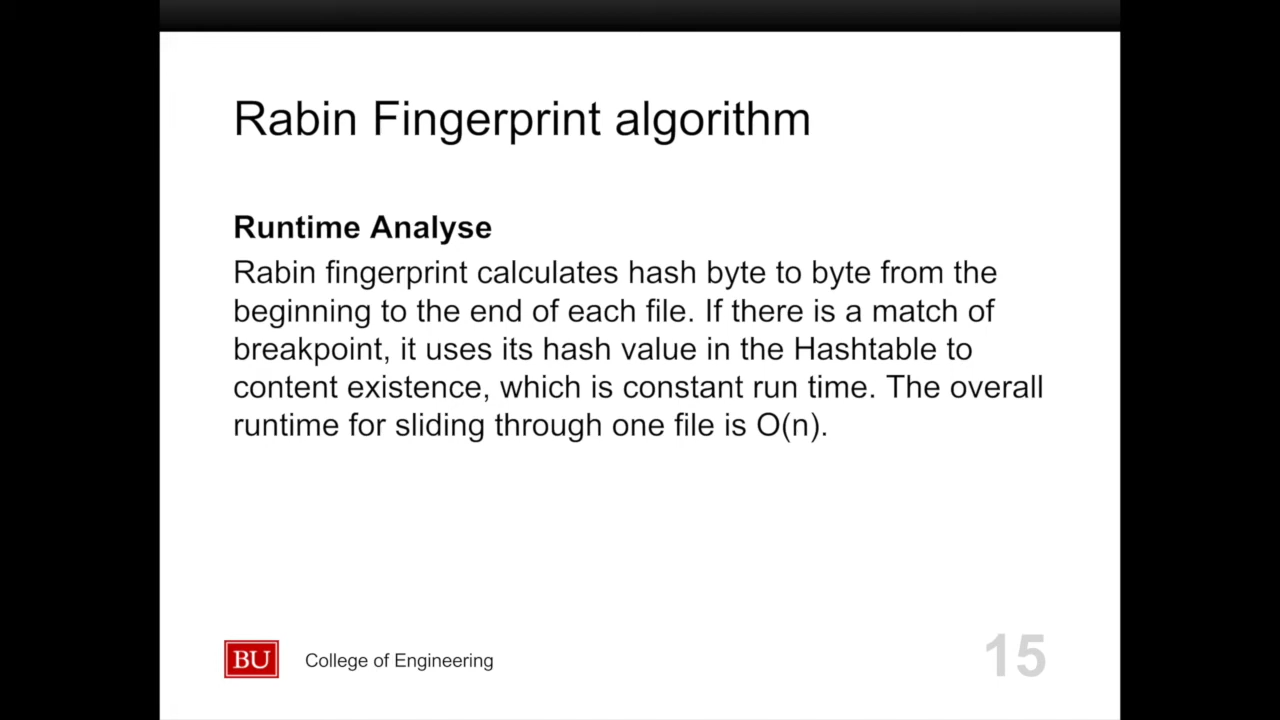 Rabin Fingerprint algorithm
Runtime Analyse
Rabin fingerprint calculates hash byte to byte from the
beginning to the end of each file. If there is a match of
breakpoint, it uses its hash value in the Hashtable to
content existence, which is constant run time. The overall
runtime for sliding through one file is O(n).
BU
College of Engineering
15